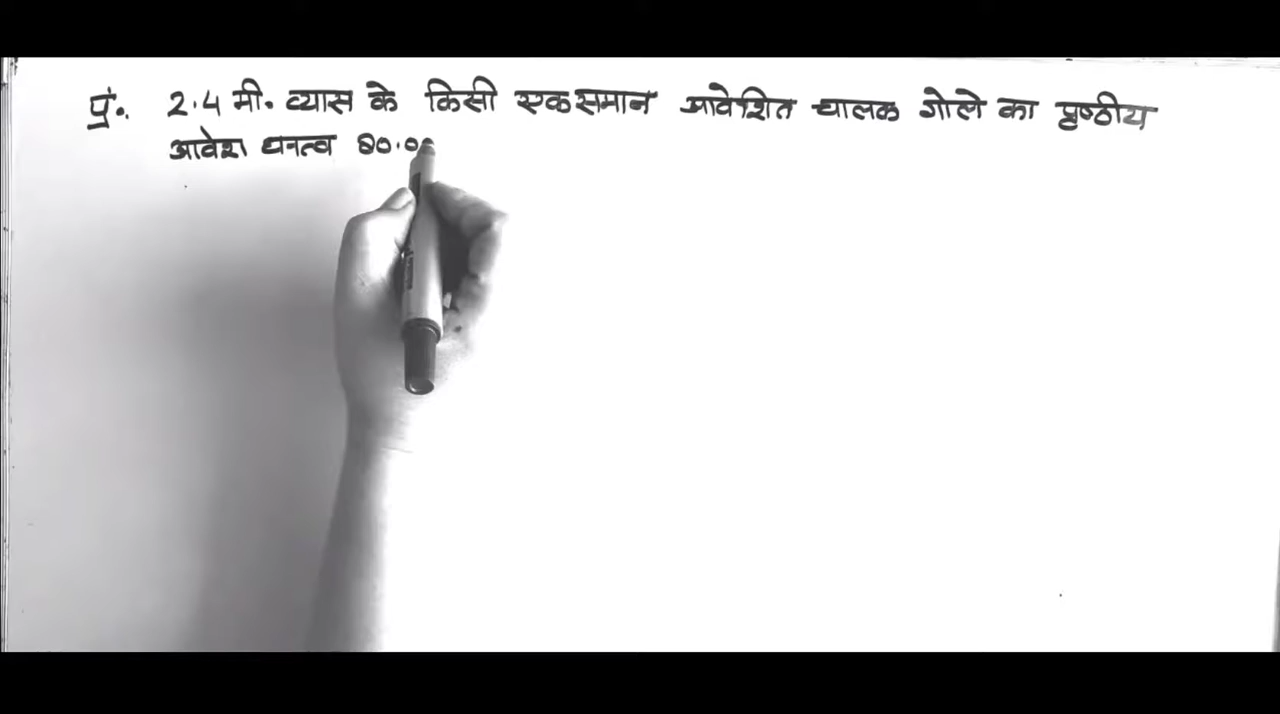 प्रं. 2.4 मी. व्यास के किसी एकसमान आवेशित चालक गोले का पृष्ठीय
आवेश घनत्व 80.0